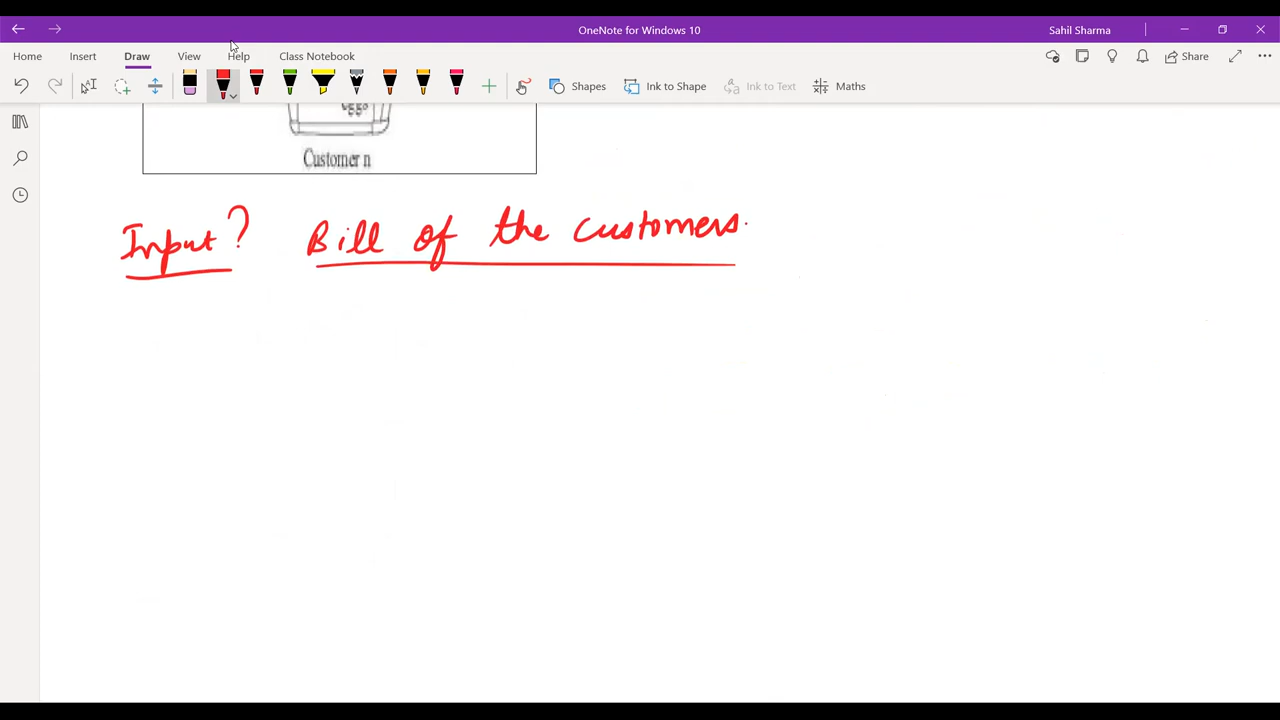 OneNote for Windows 10
Sahil Sharma
Home Insert Draw View Help Class Notebook
Share
Shapes Ink to Shape Ink to Text Maths
eggs
Customer n
Input? Bill of the customers.